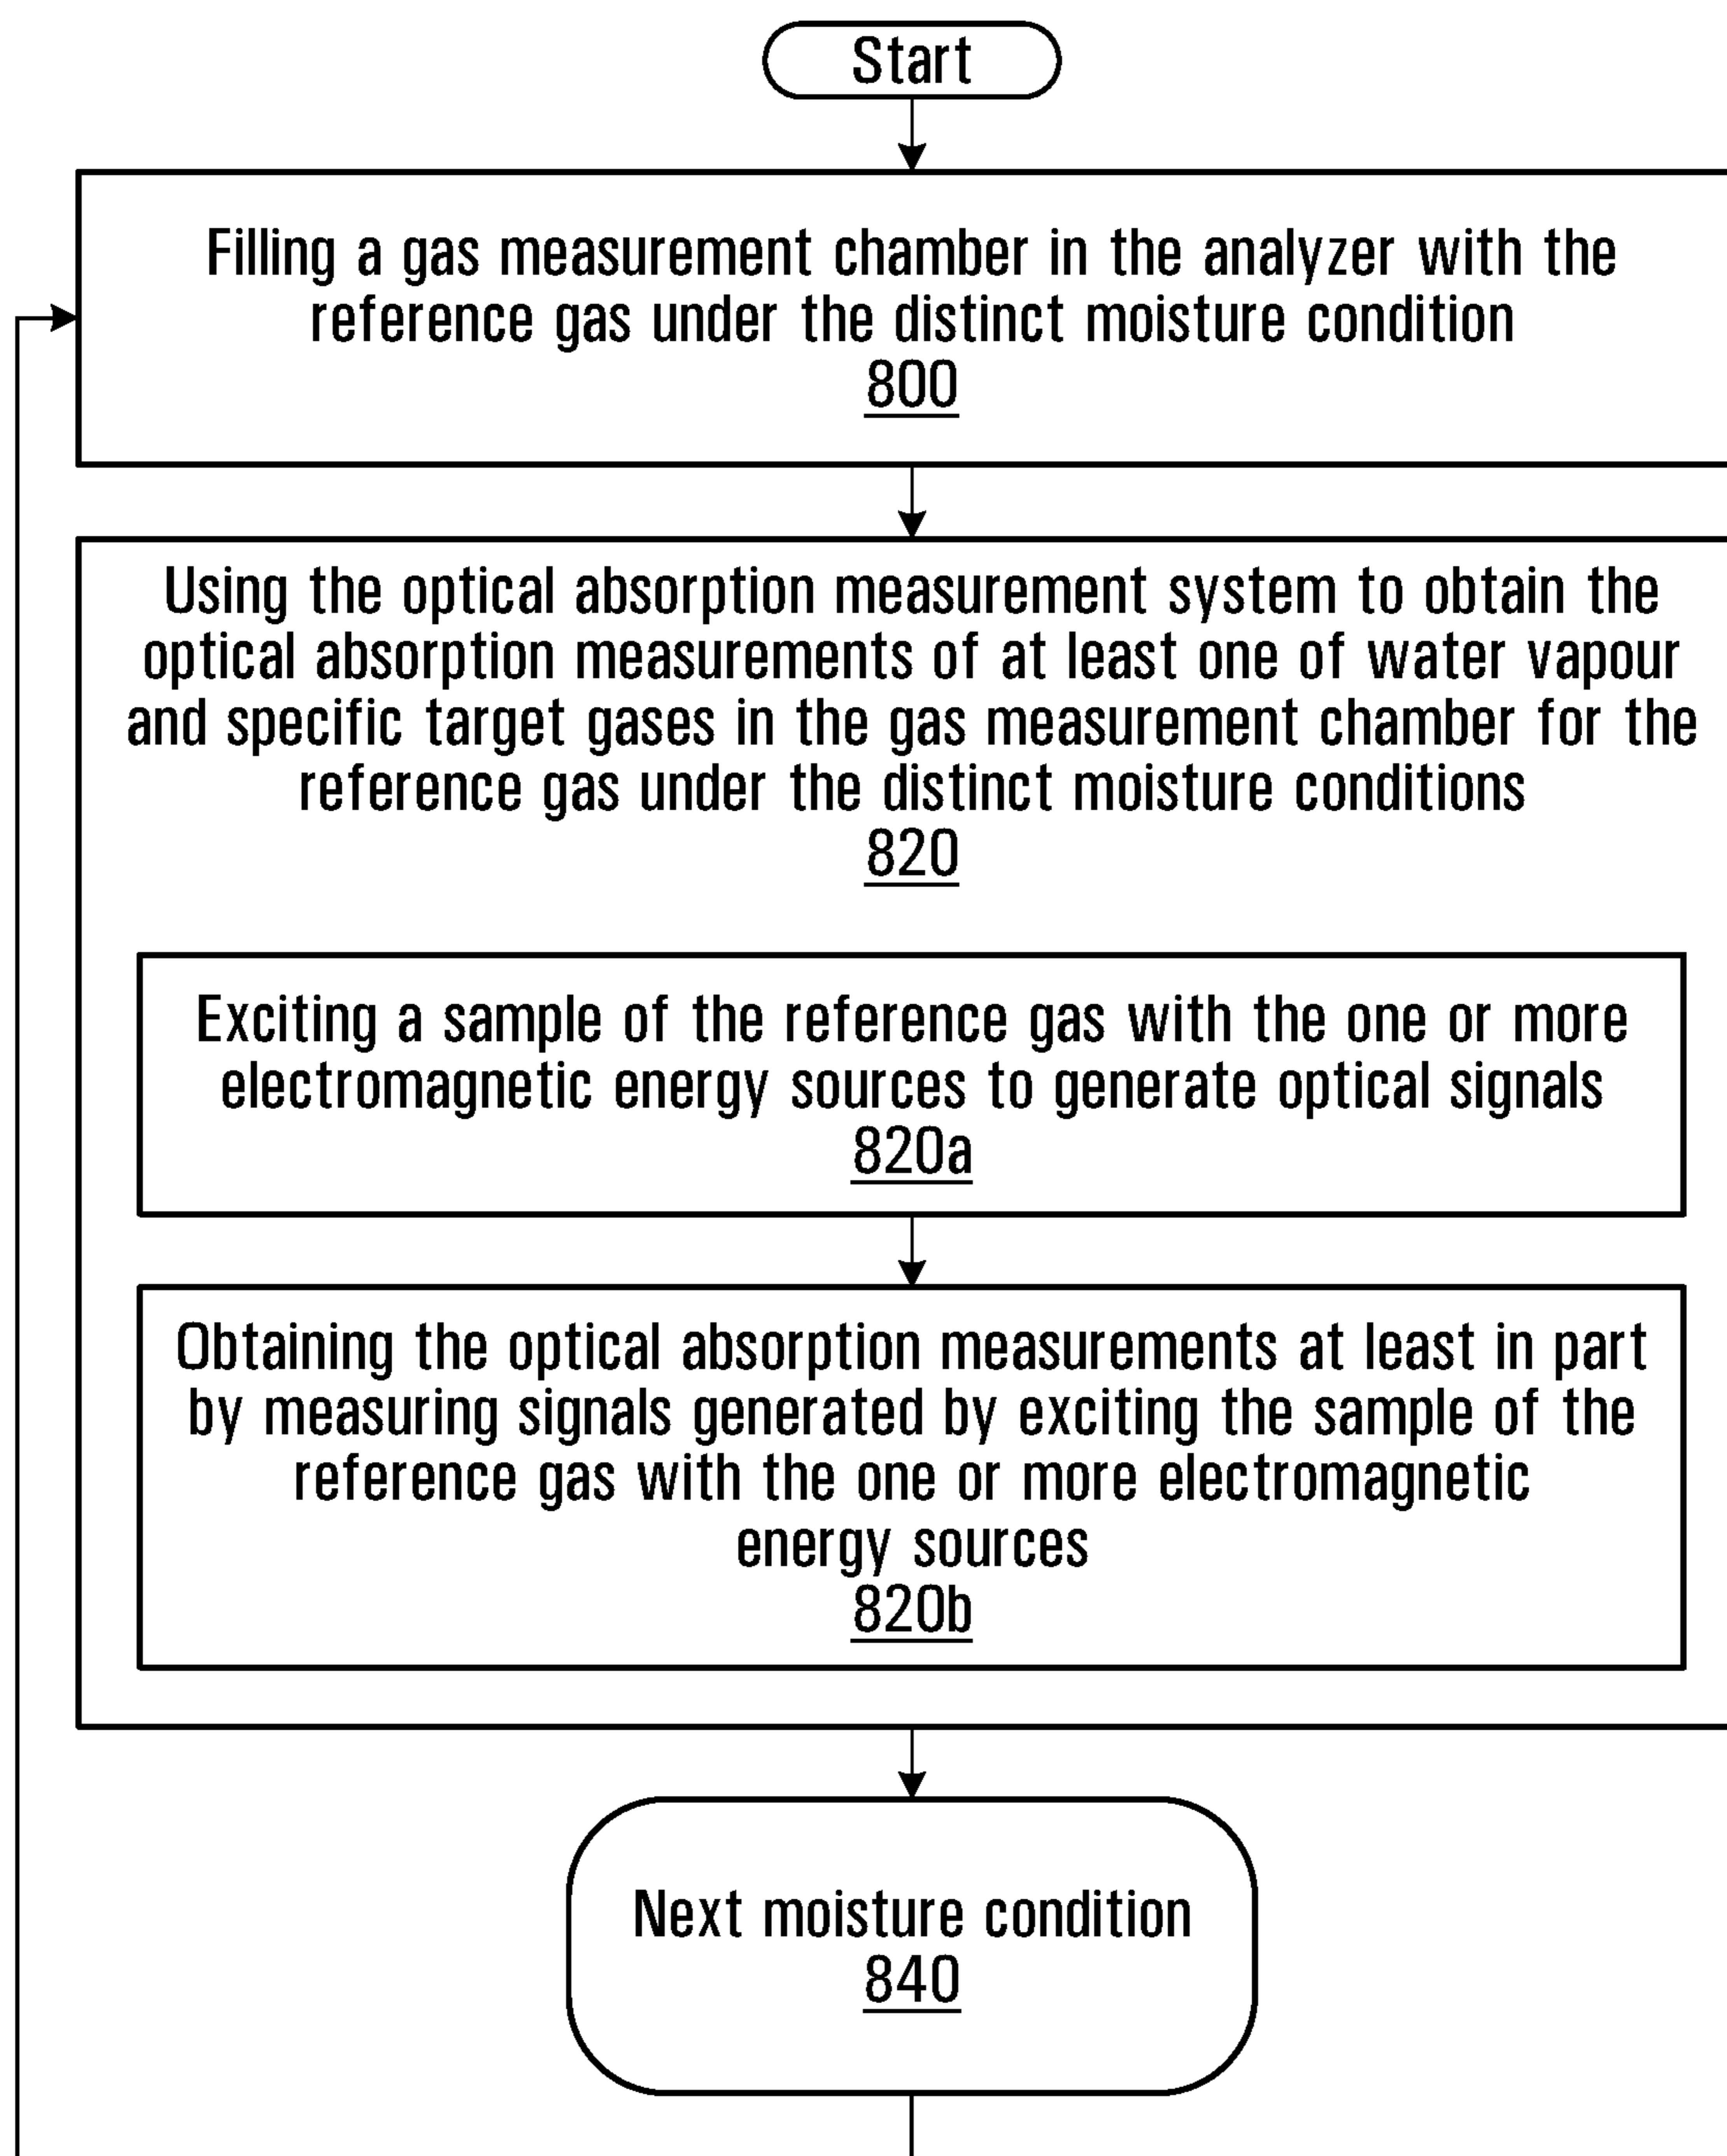 Start
Filling a gas measurement chamber in the analyzer with the
reference gas under the distinct moisture condition
800
Using the optical absorption measurement system to obtain the
optical absorption measurements of at least one of water vapour
and specific target gases in the gas measurement chamber for the
reference gas under the distinct moisture conditions
820
Exciting a sample of the reference gas with the one or more
electromagnetic energy sources to generate optical signals
820a
Obtaining the optical absorption measurements at least in part
by measuring signals generated by exciting the sample of the
reference gas with the one or more electromagnetic
energy sources
820b
Next moisture condition
840